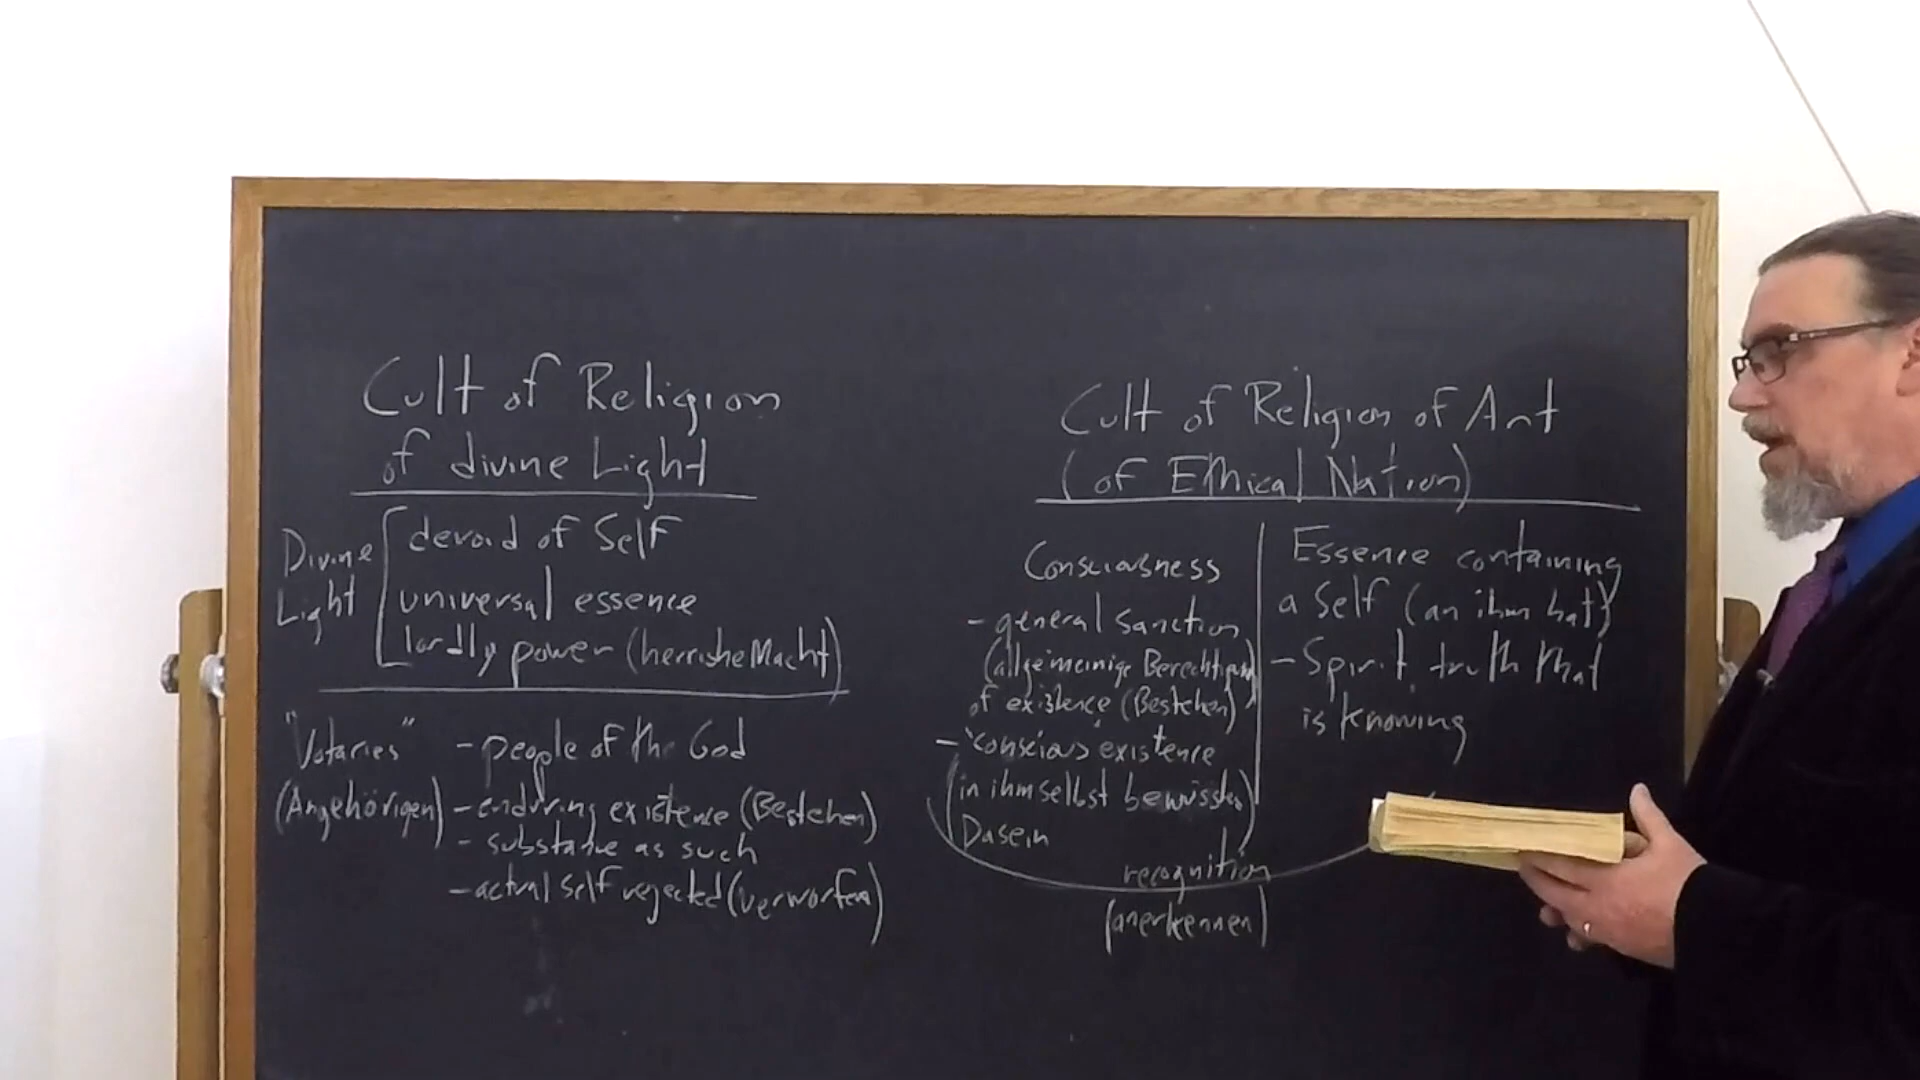 Cult of Religion
of divine Light
Divine
Light
devoid of Self
universal essence
lordly power (herrishe Macht)
"Votaries"
(Angehörigen)
- people of the God
- enduring existence (Bestehen)
- substance as such
- actual self rejected (verworfen)
Cult of Religion of Art
(of Ethical Nation)
Consciousness
- general sanction
(allgemeinige Berechtigung)
of existence (Bestehen)
- "conscious" existence
(in ihm selbst bewusstes
Dasein)
Essence containing
a Self (an ihm hat)
- Spirit, truth that
is knowing
recognition
(anerkennen)